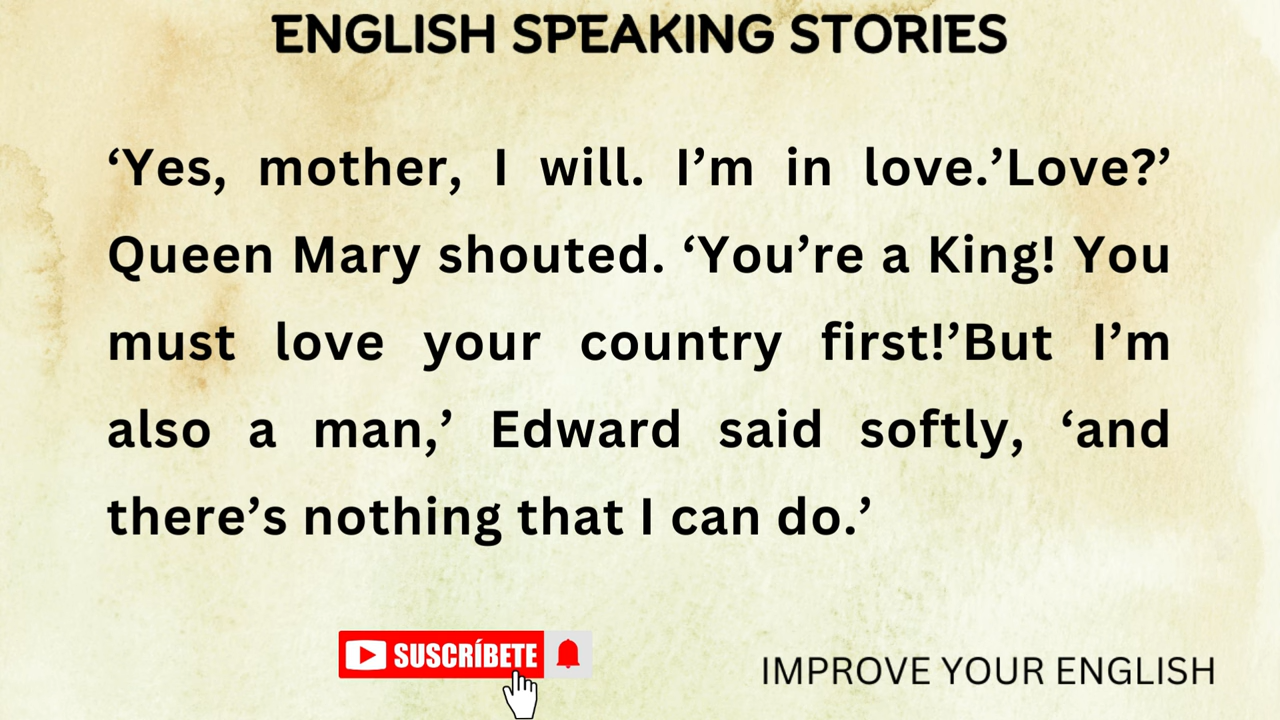 ENGLISH SPEAKING STORIES
‘Yes, mother, I will. I’m in love.’Love?’
Queen Mary shouted. ‘You’re a King! You
must love your country first!’But I’m
also a man,’ Edward said softly, ‘and
there’s nothing that I can do.’
SUSCRÍBETE
IMPROVE YOUR ENGLISH